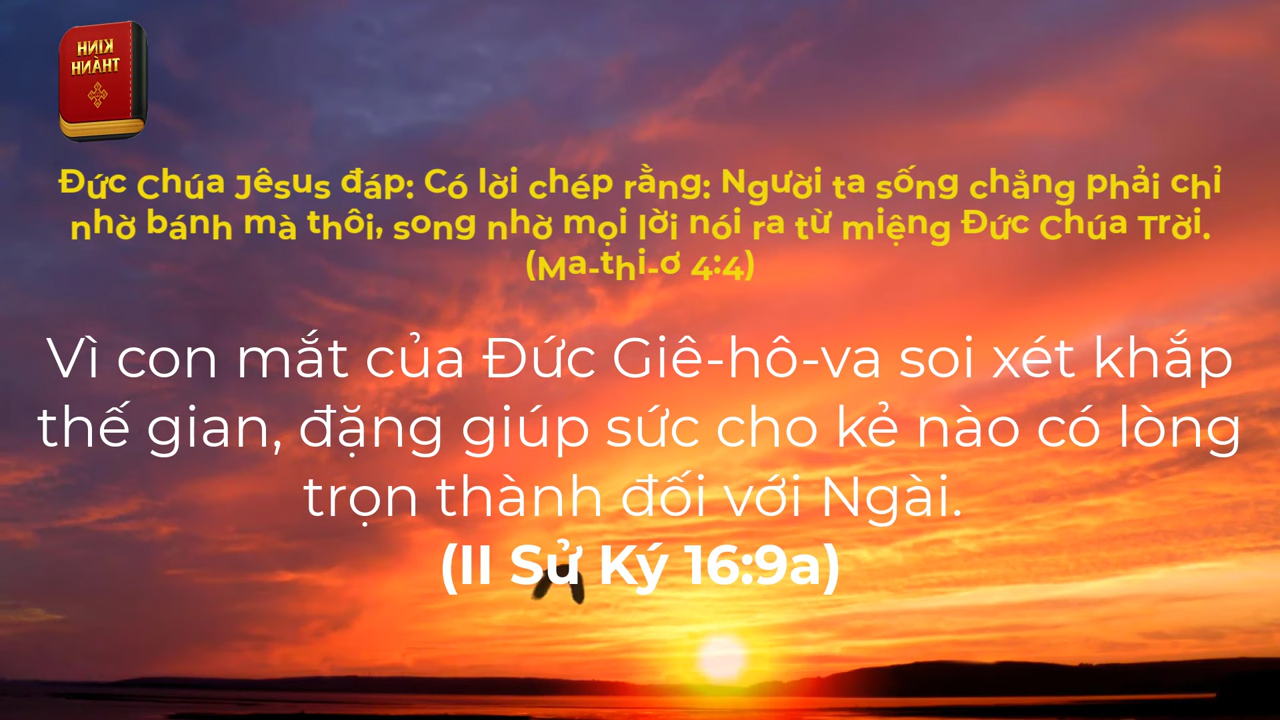 KINH
THÁNH
Đức Chúa Jêsus đáp: Có lời chép rằng: Người ta sống chẳng phải chỉ
nhờ bánh mà thôi, song nhờ mọi lời nói ra từ miệng Đức Chúa Trời.
(Ma-thi-ơ 4:4)
Vì con mắt của Đức Giê-hô-va soi xét khắp
thế gian, đặng giúp sức cho kẻ nào có lòng
trọn thành đối với Ngài.
(II Sử Ký 16:9a)